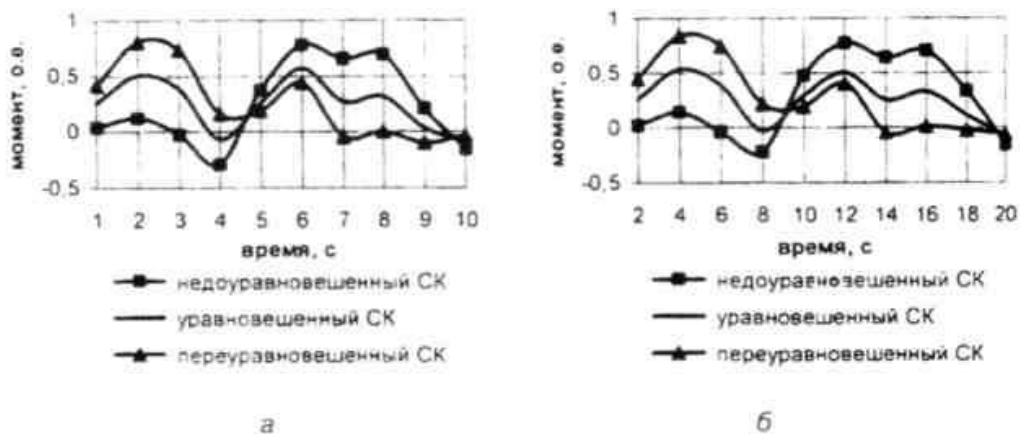 момент, о.е.
1
0.5
0
-0,5
1 2 3 4 5 6 7 8 9 10
время, с
недоуравновешенный СК
уравновешенный СК
переуравновешенный СК
а
момент, о.е.
1
0,5
0
-0,5
2 4 6 8 10 12 14 16 18 20
время, с
недоуравновешенный СК
уравновешенный СК
переуравновешенный СК
б